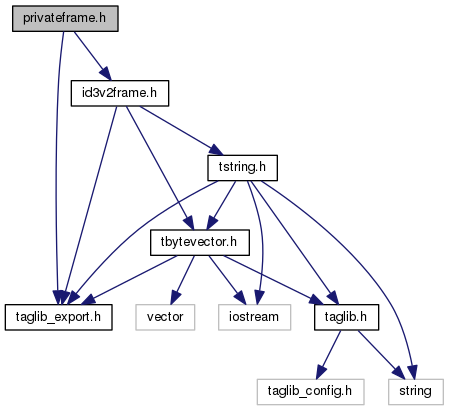 privateframe.h
id3v2frame.h
tstring.h
tbytevector.h
taglib_export.h
vector
iostream
taglib.h
taglib_config.h
string